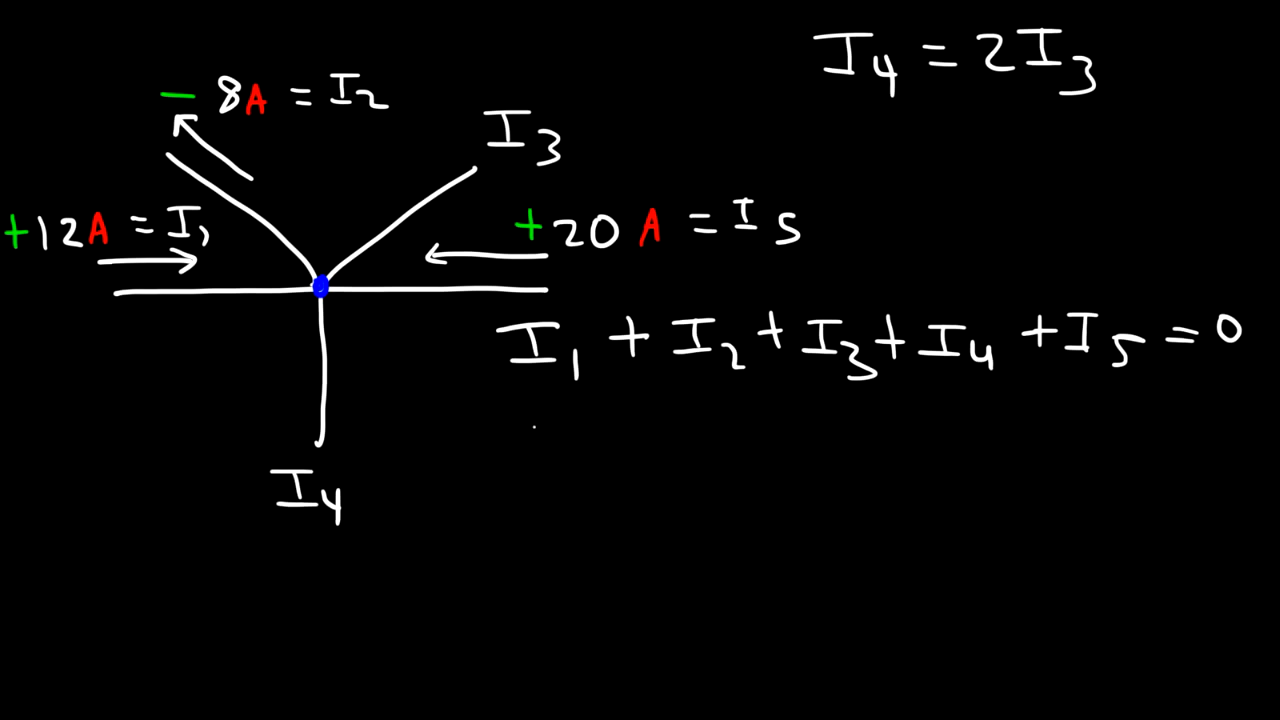 I₄ = 2I₃
- 8A = I₂
I₃
+12A = I₁
+20 A = I₅
I₁ + I₂ + I₃ + I₄ + I₅ = 0
I₄